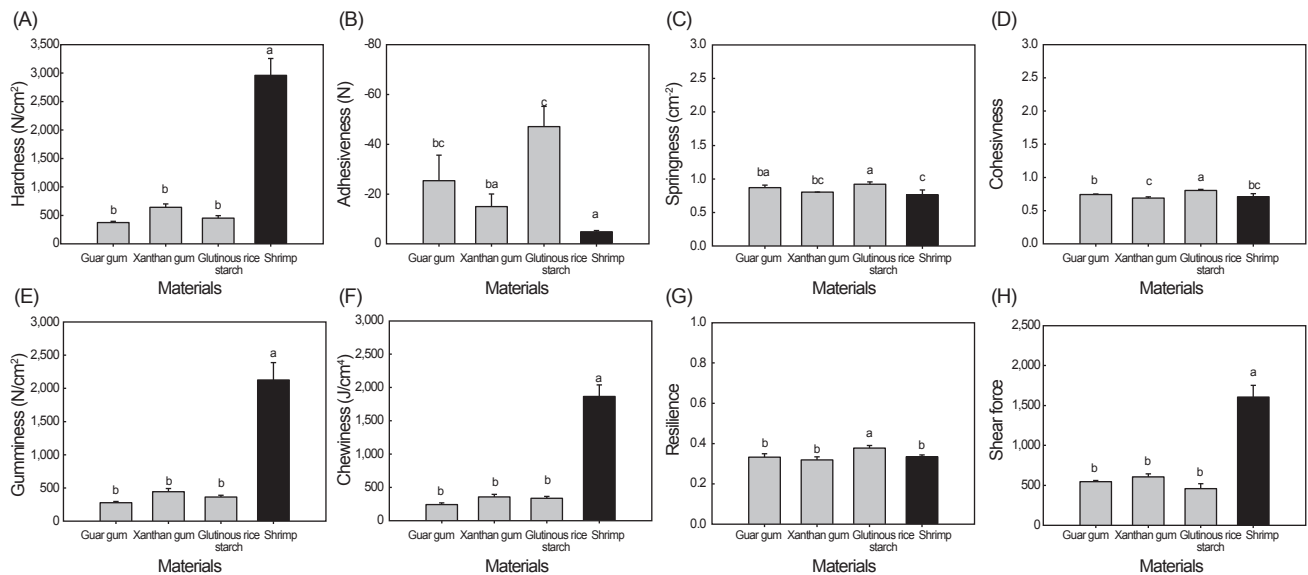 (A)
Hardness (N/cm²)
3,500
3,000
2,500
2,000
1,500
1,000
500
0
b
b
b
a
Guar gum Xanthan gum Glutinous rice Shrimp
starch
Materials
(B)
Adhesiveness (N)
-80
-60
-40
-20
0
bc
ba
c
a
Guar gum Xanthan gum Glutinous rice Shrimp
starch
Materials
(C)
Springness (cm⁻²)
3.0
2.5
2.0
1.5
1.0
0.5
0.0
ba
bc
a
c
Guar gum Xanthan gum Glutinous rice Shrimp
starch
Materials
(D)
Cohesivness
3.0
2.5
2.0
1.5
1.0
0.5
0.0
b
c
a
bc
Guar gum Xanthan gum Glutinous rice Shrimp
starch
Materials
(E)
Gumminess (N/cm²)
3,000
2,500
2,000
1,500
1,000
500
0
b
b
b
a
Guar gum Xanthan gum Glutinous rice Shrimp
starch
Materials
(F)
Chewiness (J/cm⁴)
3,000
2,500
2,000
1,500
1,000
500
0
b
b
b
a
Guar gum Xanthan gum Glutinous rice Shrimp
starch
Materials
(G)
Resilience
1.0
0.8
0.6
0.4
0.2
0.0
b
b
a
b
Guar gum Xanthan gum Glutinous rice Shrimp
starch
Materials
(H)
Shear force
2,500
2,000
1,500
1,000
500
0
b
b
b
a
Guar gum Xanthan gum Glutinous rice Shrimp
starch
Materials